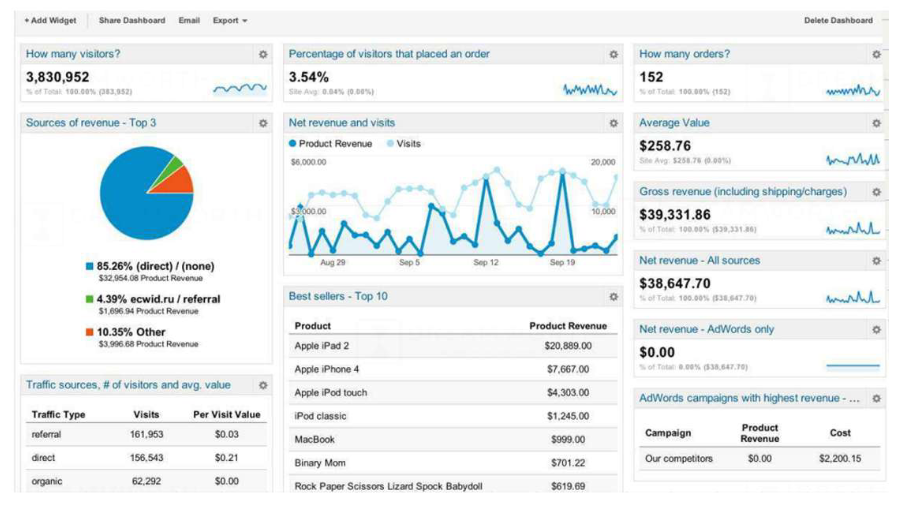 + Add Widget Share Dashboard Email Export Delete Dashboard
How many visitors?
3,830,952
% of Total: 100.00% (383,952)
Sources of revenue - Top 3
85.26% (direct) / (none)
$32,954.08 Product Revenue
4.39% ecwid.ru / referral
$1,696.94 Product Revenue
10.35% Other
$3,996.68 Product Revenue
Traffic sources, # of visitors and avg. value
Traffic Type Visits Per Visit Value
referral 161,953 $0.03
direct 156,543 $0.21
organic 62,292 $0.00
Percentage of visitors that placed an order
3.54%
Site Avg: 0.04% (0.00%)
Net revenue and visits
Product Revenue Visits
$6,000.00 20,000
$3,000.00 10,000
Aug 29 Sep 5 Sep 12 Sep 19
Best sellers - Top 10
Product Product Revenue
Apple iPad 2 $20,889.00
Apple iPhone 4 $7,667.00
Apple iPod touch $4,303.00
iPod classic $1,245.00
MacBook $999.00
Binary Mom $701.22
Rock Paper Scissors Lizard Spock Babydoll $619.69
How many orders?
152
% of Total: 100.00% (152)
Average Value
$258.76
Site Avg: $258.76 (0.00%)
Gross revenue (including shipping/charges)
$39,331.86
% of Total: 100.00% ($39,331.86)
Net revenue - All sources
$38,647.70
% of Total: 100.00% ($38,647.70)
Net revenue - AdWords only
$0.00
% of Total: 0.00% ($38,647.70)
AdWords campaigns with highest revenue - ...
Campaign Product Revenue Cost
Our competitors $0.00 $2,200.15